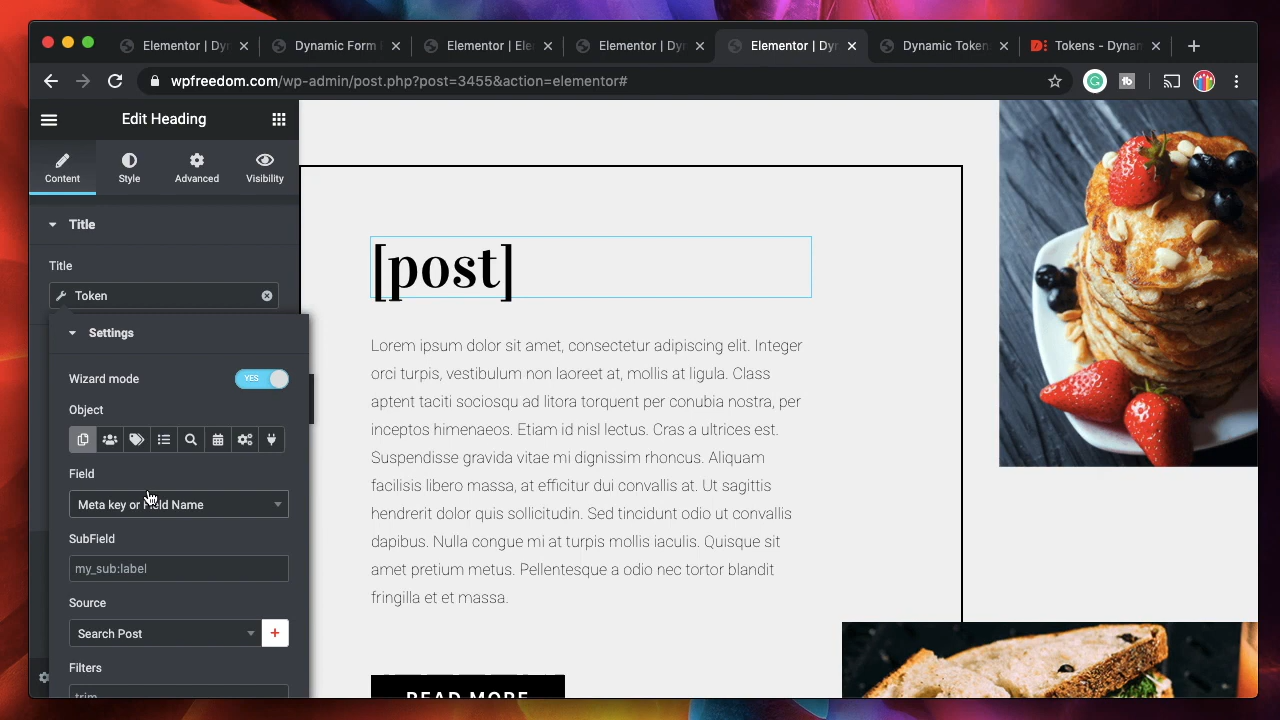 Elementor | Dy
Dynamic Form
Elementor | Ele
Elementor | Dy
Elementor | Dy
Dynamic Token
Tokens - Dynam
wpfreedom.com/wp-admin/post.php?post=3455&action=elementor#
Edit Heading
Content
Style
Advanced
Visibility
Title
Title
Token
Settings
Wizard mode
YES
Object
Field
Meta key or Field Name
SubField
my_sub:label
Source
Search Post
+
Filters
trim
[post]
Lorem ipsum dolor sit amet, consectetur adipiscing elit. Integer
orci turpis, vestibulum non laoreet at, mollis at ligula. Class
aptent taciti sociosqu ad litora torquent per conubia nostra, per
inceptos himenaeos. Etiam id nisl lectus. Cras a ultrices est.
Suspendisse gravida vitae mi dignissim rhoncus. Aliquam
facilisis libero massa, at efficitur dui convallis at. Ut sagittis
hendrerit dolor quis sollicitudin. Sed tincidunt odio ut convallis
dapibus. Nulla congue mi at turpis mollis iaculis. Quisque sit
amet pretium metus. Pellentesque a odio nec tortor blandit
fringilla et et massa.
READ MORE